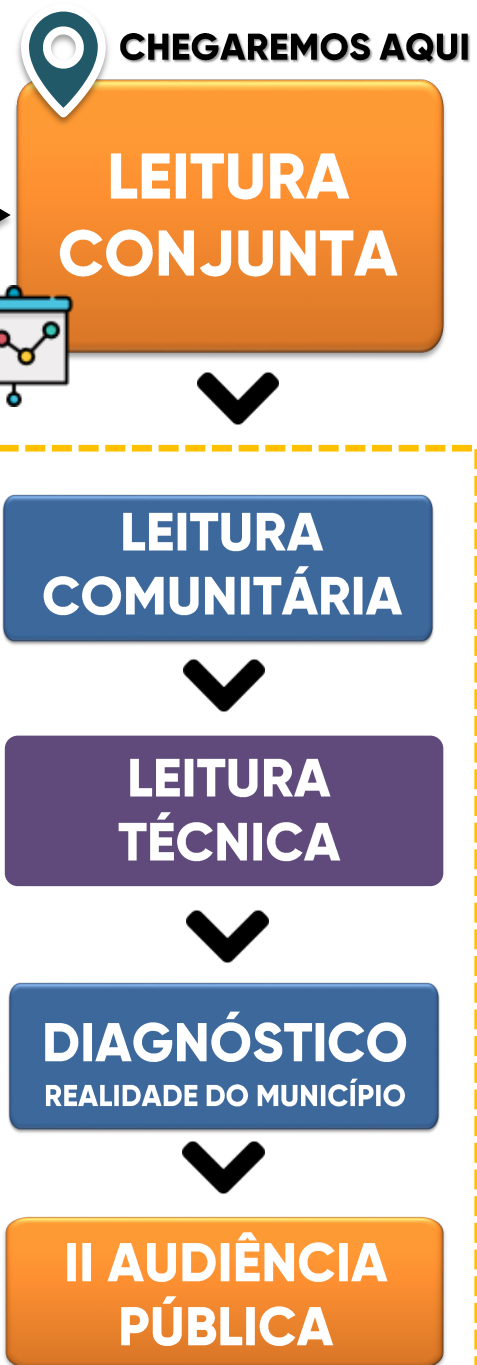 CHEGAREMOS AQUI
LEITURA
CONJUNTA
LEITURA
COMUNITÁRIA
LEITURA
TÉCNICA
DIAGNÓSTICO
REALIDADE DO MUNICÍPIO
II AUDIÊNCIA
PÚBLICA